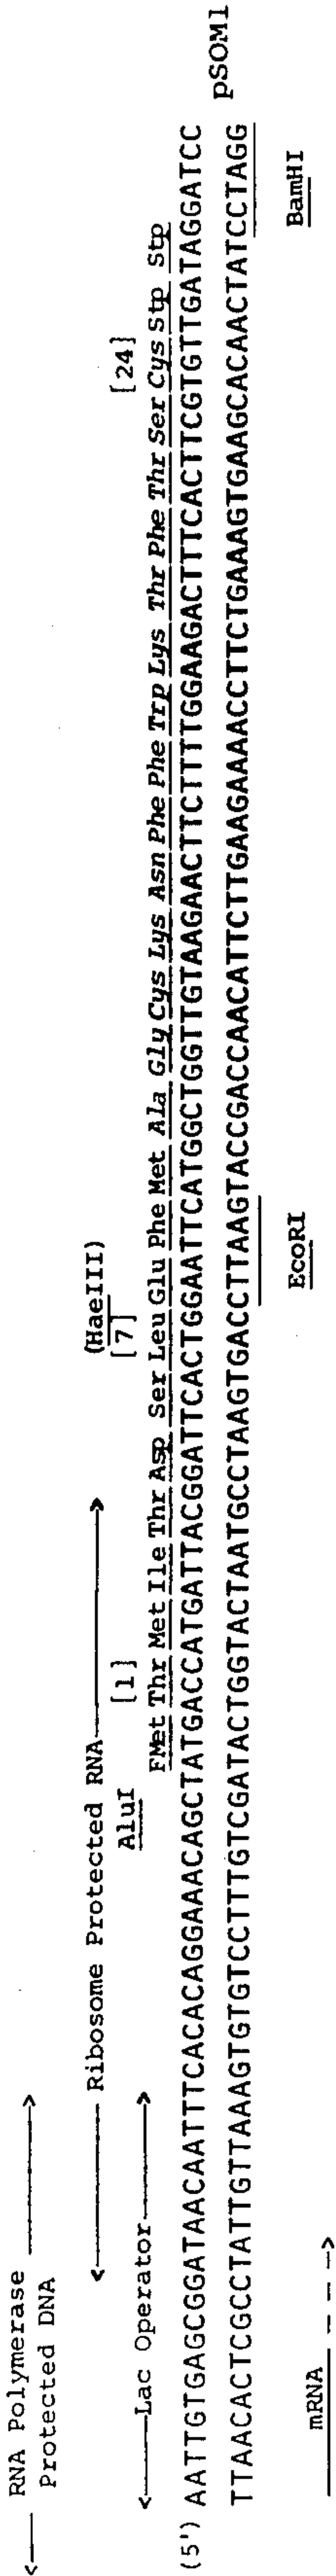 <— RNA Polymerase ———>
Protected DNA
(HaeIII)
<——— Ribosome Protected RNA———>
AluI [7]
<———Lac Operator———> [1] [24]
FMet Thr Met Ile Thr Asp Ser Leu Glu Phe Met Ala Gly Cys Lys Asn Phe Phe Trp Lys Thr Phe Thr Ser Cys Stp Stp
(5') AATTGTGAGCGGATAACAATTTCACACAGGAAACAGCTATGACCATGATTACGGATTCACTGGAATTCATGGCTGGTTGTAAGAACTTCTTTTGGAAGACTTTCACTTCGTGTTGATAGGATCC
pSOM1
TTAACACTCGCCTATTGTTAAAGTGTGTCCTTTGTCGATACTGGTACTAATGCCTAAGTGACCTTAAGTACCGACCAACATTCTTGAAGAAAACCTTCTGAAAGTGAAGCACAACTATCCTAGG
mRNA — — —> EcoRI BamHI